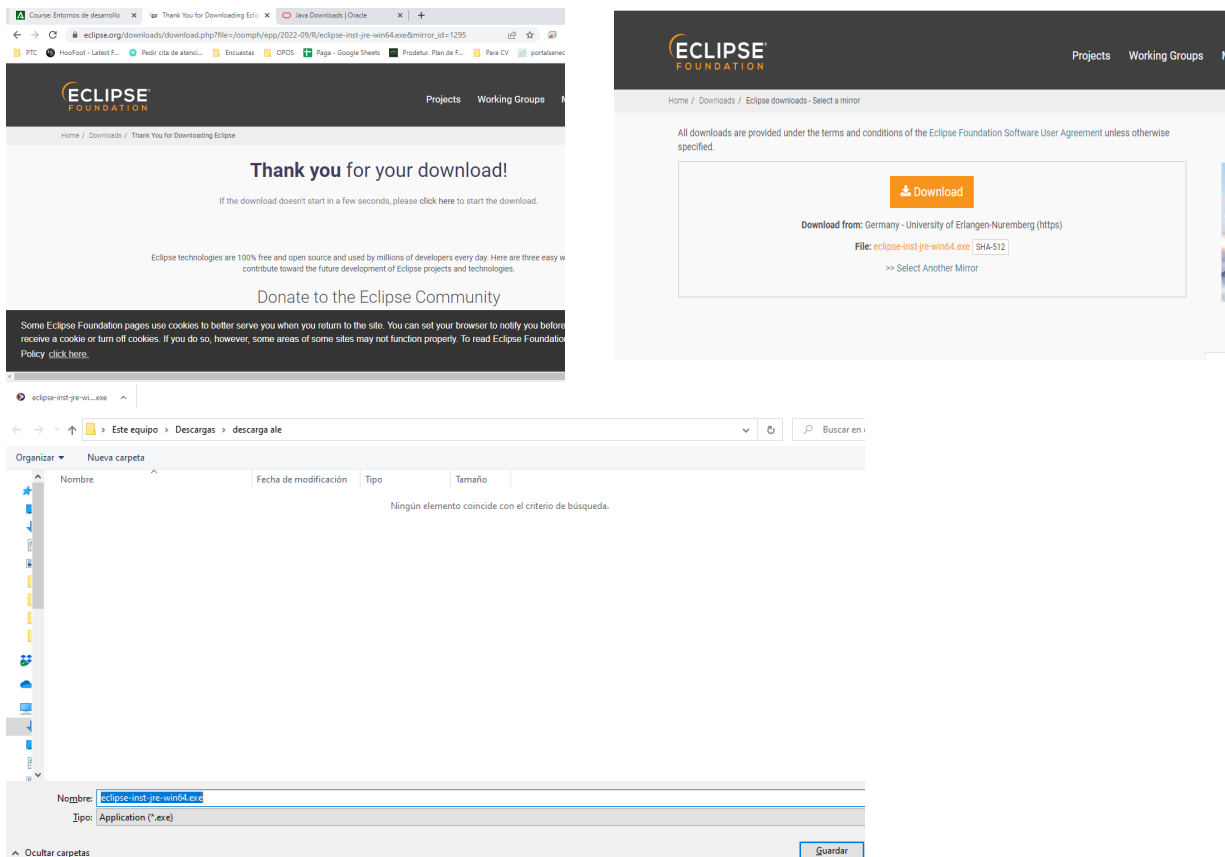 Course: Entornos de desarrollo
Thank You for Downloading Eclip
Java Downloads | Oracle
eclipse.org/downloads/download.php?file=/oomph/epp/2022-09/R/eclipse-inst-jre-win64.exe&mirror_id=1295
PTC
HooFoot - Latest F...
Pedir cita de atenci...
Encuestas
OPOS
Paga - Google Sheets
Prodetur. Plan de F...
Para CV
portalsenec
ECLIPSE
FOUNDATION
Projects Working Groups
Home / Downloads / Thank You for Downloading Eclipse
Thank you for your download!
If the download doesn't start in a few seconds, please click here to start the download.
Eclipse technologies are 100% free and open source and used by millions of developers every day. Here are three easy w
contribute toward the future development of Eclipse projects and technologies.
Donate to the Eclipse Community
Some Eclipse Foundation pages use cookies to better serve you when you return to the site. You can set your browser to notify you before
receive a cookie or turn off cookies. If you do so, however, some areas of some sites may not function properly. To read Eclipse Foundatio
Policy click here.
eclipse-inst-jre-wi....exe
ECLIPSE
FOUNDATION
Projects Working Groups
Home / Downloads / Eclipse downloads - Select a mirror
All downloads are provided under the terms and conditions of the Eclipse Foundation Software User Agreement unless otherwise
specified.
Download
Download from: Germany - University of Erlangen-Nuremberg (https)
File: eclipse-inst-jre-win64.exe SHA-512
>> Select Another Mirror
Este equipo > Descargas > descarga ale
Buscar en
Organizar
Nueva carpeta
Nombre
Fecha de modificación
Tipo
Tamaño
Ningún elemento coincide con el criterio de búsqueda.
Nombre: eclipse-inst-jre-win64.exe
Tipo: Application (*.exe)
Ocultar carpetas
Guardar